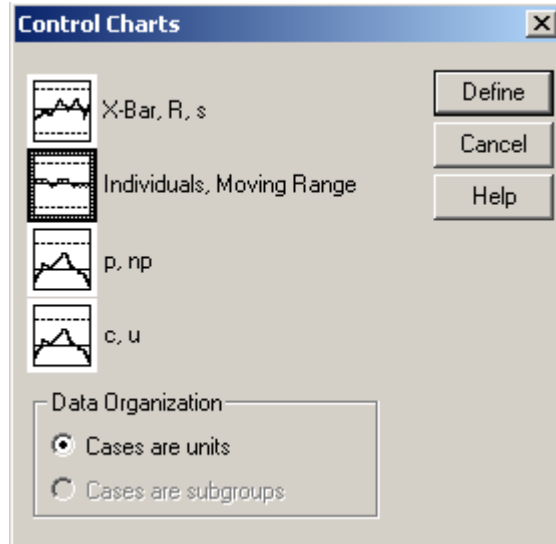 Control Charts
X-Bar, R, s
Individuals, Moving Range
p, np
c, u
Define
Cancel
Help
Data Organization
Cases are units
Cases are subgroups